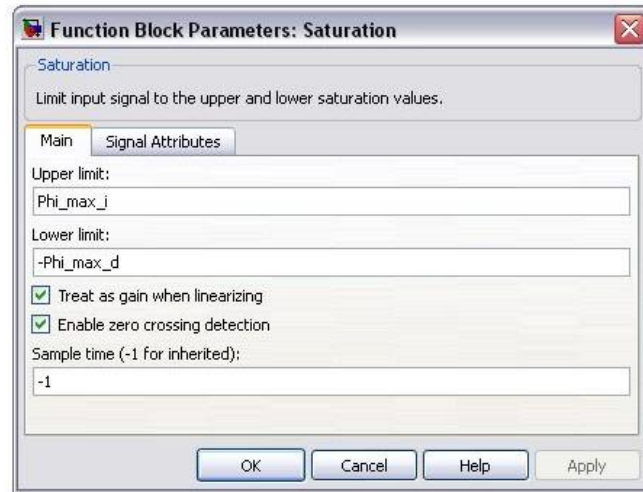 Function Block Parameters: Saturation
Saturation
Limit input signal to the upper and lower saturation values.
Main Signal Attributes
Upper limit:
Phi_max_i
Lower limit:
-Phi_max_d
Treat as gain when linearizing
Enable zero crossing detection
Sample time (-1 for inherited):
-1
OK Cancel Help Apply